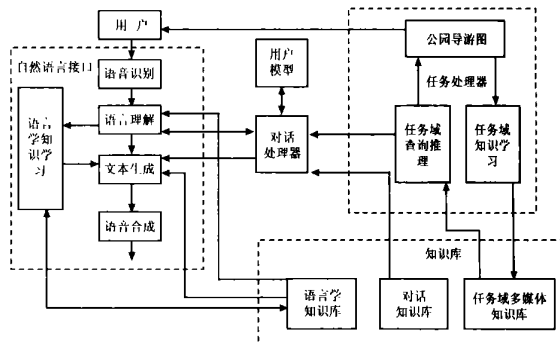 用户
自然语言接口
语音识别
语言理解
文本生成
语音合成
语言
学知
识学
习
用户
模型
对话
处理器
公园导游图
任务处理器
任务域
查询推
理
任务域
知识学
习
知识库
语言学
知识库
对话
知识库
任务域多媒体
知识库